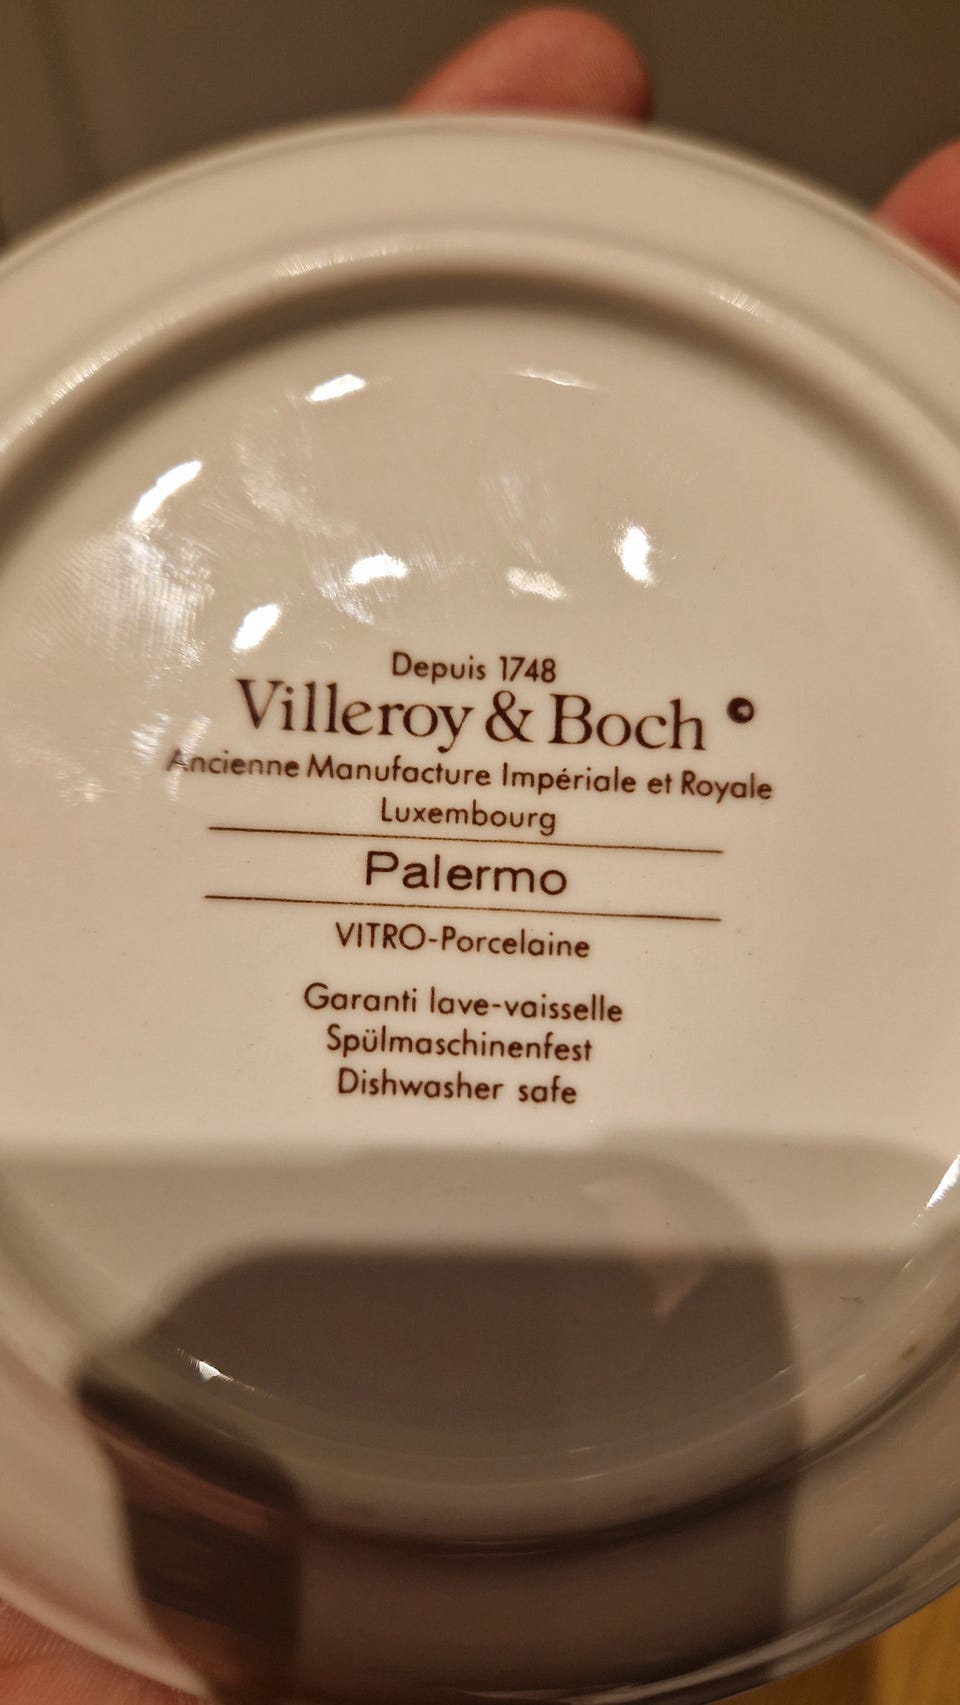 Depuis 1748
Villeroy & Boch ©
Ancienne Manufacture Impériale et Royale
Luxembourg
Palermo
VITRO-Porcelaine
Garanti lave-vaisselle
Spülmaschinenfest
Dishwasher safe